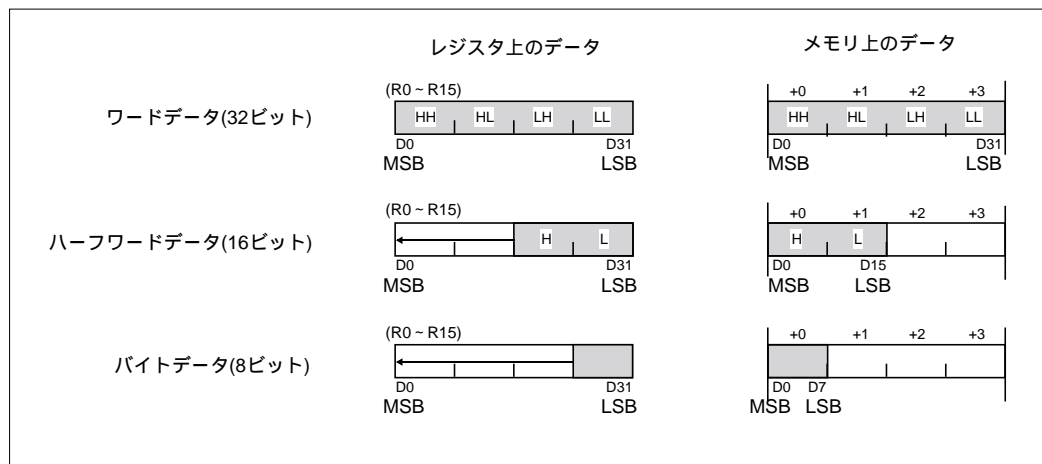 レジスタ上のデータ メモリ上のデータ
ワードデータ(32ビット)
(R0 ~ R15)
HH HL LH LL
D0 D31
MSB LSB
+0 +1 +2 +3
HH HL LH LL
D0 D31
MSB LSB
ハーフワードデータ(16ビット)
(R0 ~ R15)
H L
D0 D31
MSB LSB
+0 +1 +2 +3
H L
D0 D15
MSB LSB
バイトデータ(8ビット)
(R0 ~ R15)
D0 D31
MSB LSB
+0 +1 +2 +3
D0 D7
MSB LSB